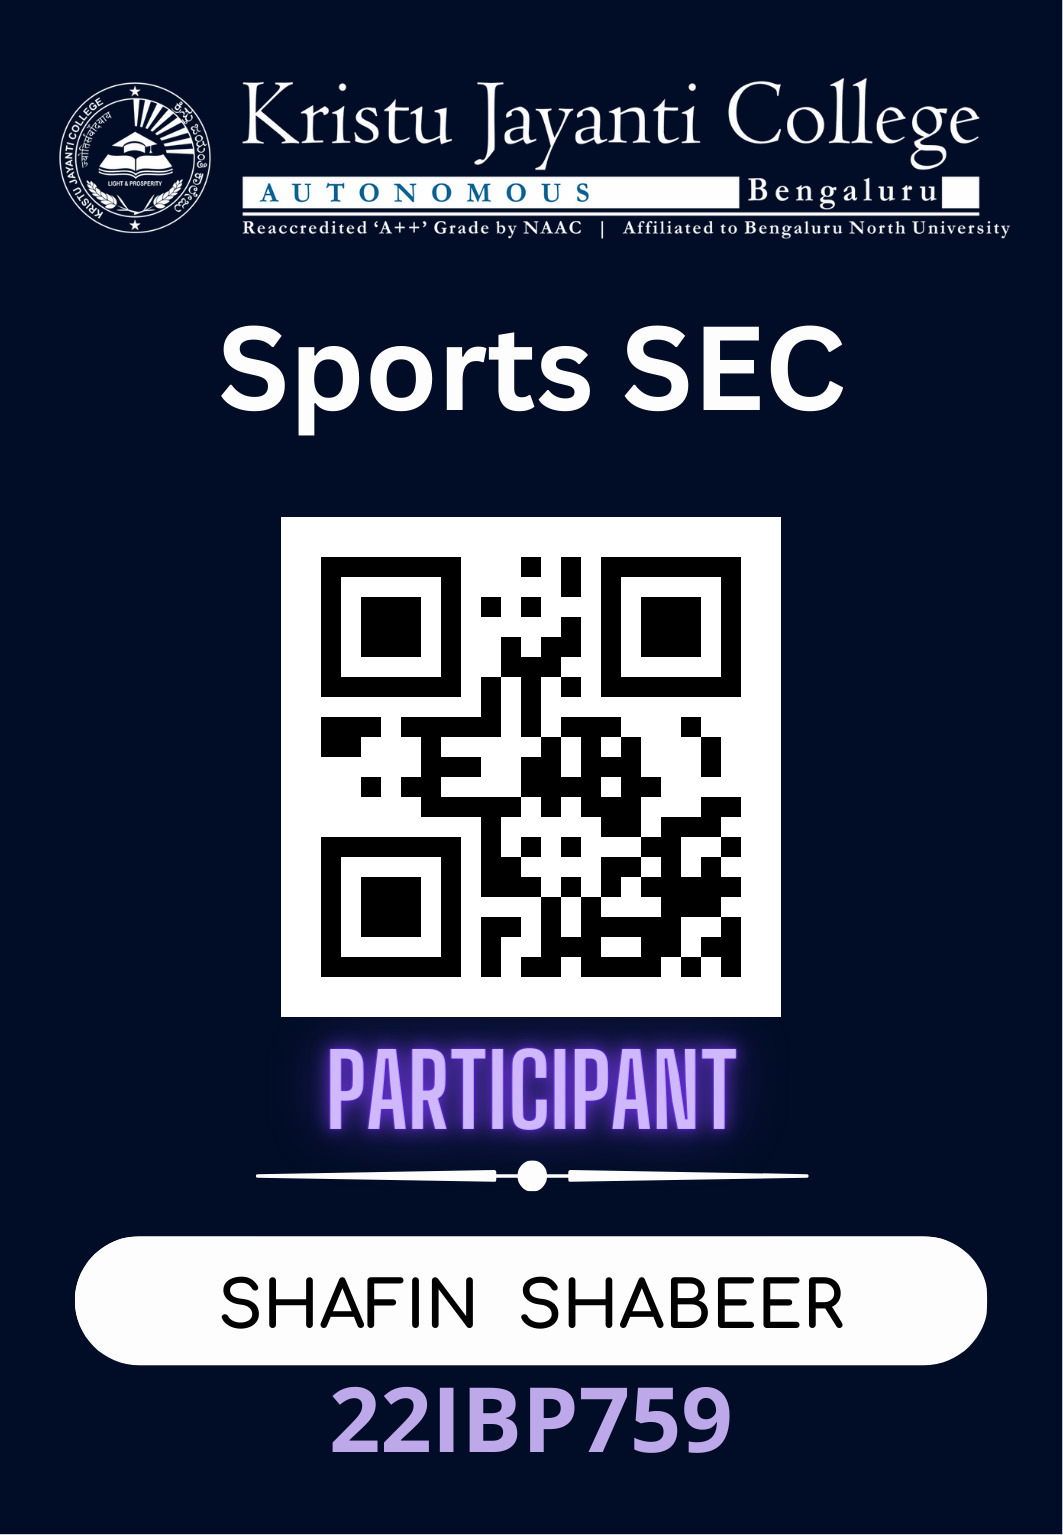 KRISTU JAYANTI COLLEGE
ಕ್ರಿಸ್ತು ಜಯಂತಿ ಕಾಲೇಜು
LIGHT & PROSPERITY
Kristu Jayanti College
AUTONOMOUS Bengaluru
Reaccredited ‘A++’ Grade by NAAC | Affiliated to Bengaluru North University
Sports SEC
PARTICIPANT
SHAFIN SHABEER
22IBP759